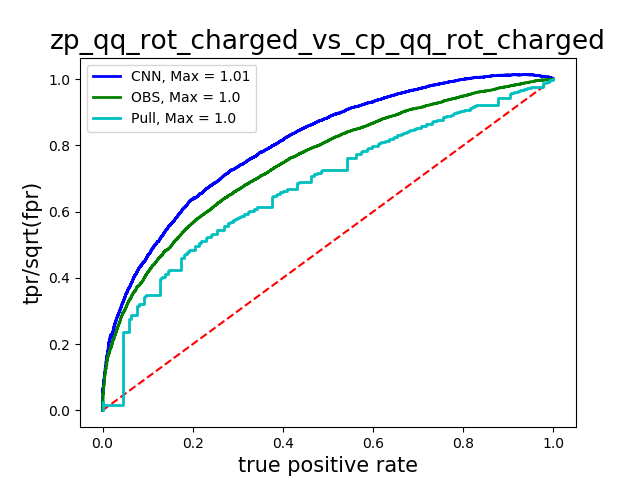 zp_qq_rot_charged_vs_cp_qq_rot_charged
CNN, Max = 1.01
OBS, Max = 1.0
Pull, Max = 1.0
1.0
0.8
0.6
0.4
0.2
0.0
tpr/sqrt(fpr)
0.0 0.2 0.4 0.6 0.8 1.0
true positive rate